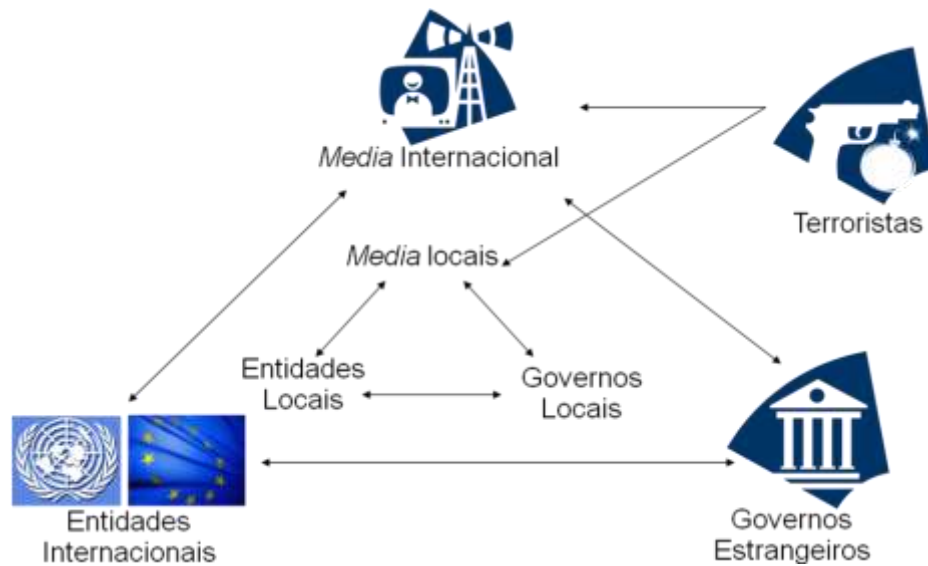 Media Internacional
Terroristas
Media locais
Entidades
Locais
Governos
Locais
Entidades
Internacionais
Governos
Estrangeiros